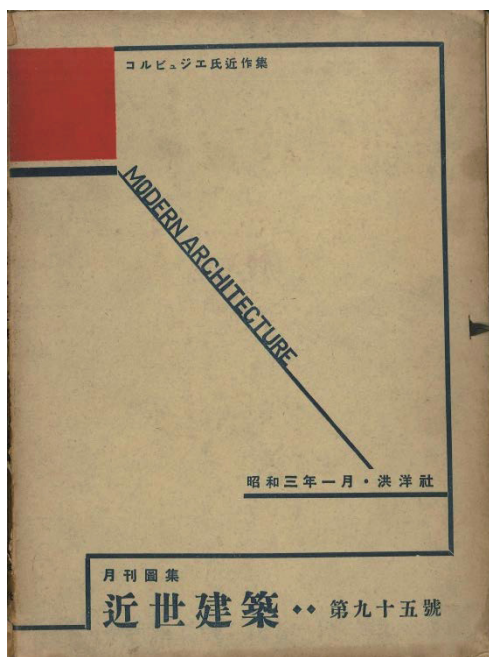 コルビュジエ氏近作集
MODERN ARCHITECTURE
昭和三年一月・洪洋社
月刊圖集
近世建築 ◆◆ 第九十五號